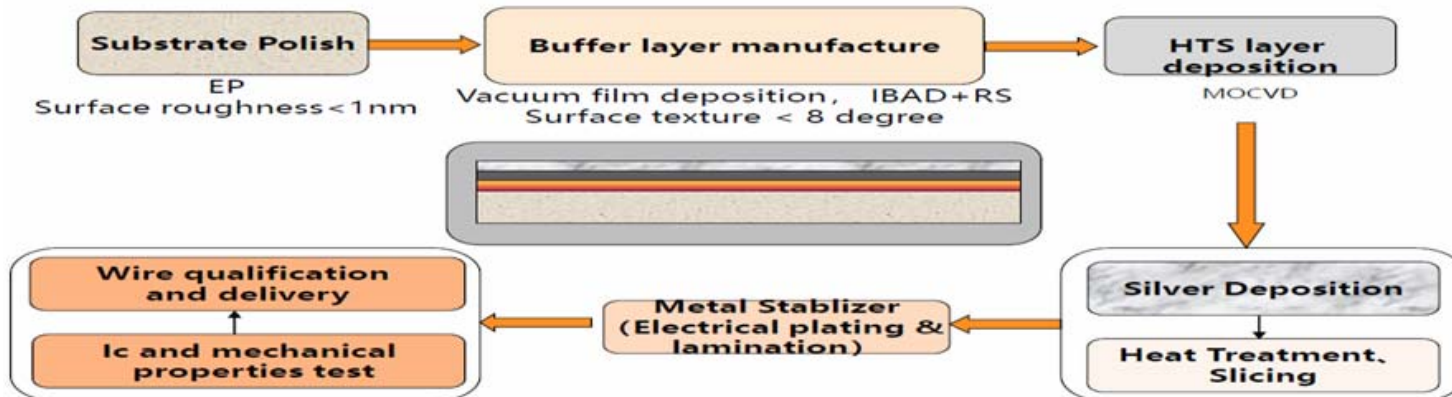 Substrate Polish
EP
Surface roughness<1nm
Buffer layer manufacture
Vacuum film deposition, IBAD+RS
Surface texture < 8 degree
HTS layer
deposition
MOCVD
Silver Deposition
Heat Treatment、
Slicing
Metal Stablizer
(Electrical plating &
lamination)
Ic and mechanical
properties test
Wire qualification
and delivery